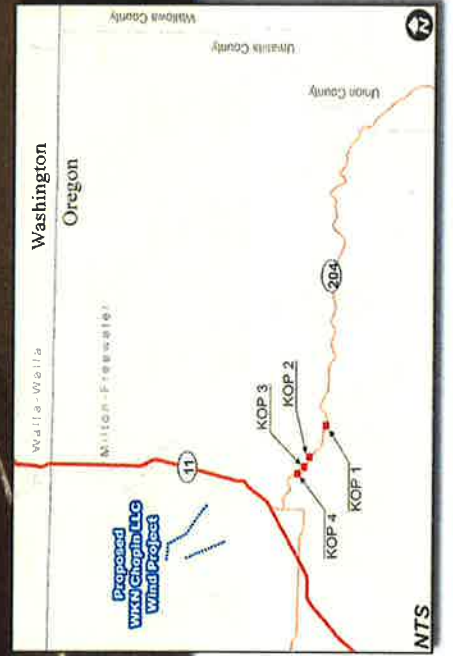 Wallowa County
Umatilla County
Union County
Washington
Oregon
Walla-Walla
Milton-Freewater
204
11
KOP 3
KOP 2
KOP 4
KOP 1
Proposed
WKN Chopin LLC
Wind Project
NTS
N